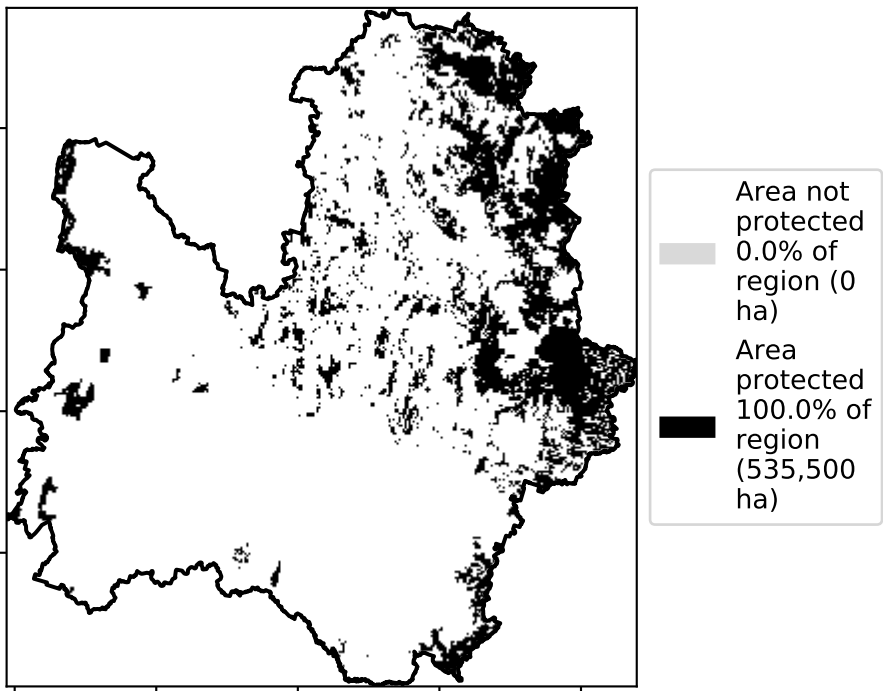 Area not
protected
0.0% of
region (0
ha)
Area
protected
100.0% of
region
(535,500
ha)